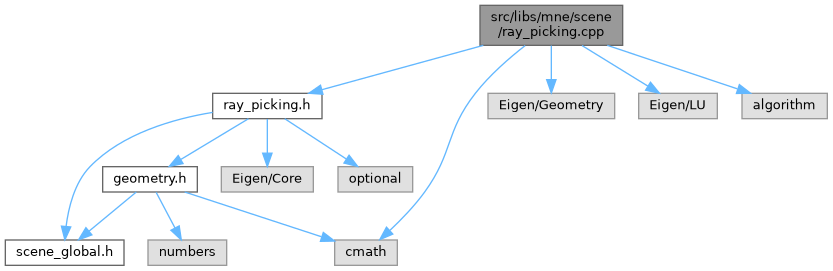 src/libs/mne/scene
/ray_picking.cpp
ray_picking.h
Eigen/Geometry
Eigen/LU
algorithm
geometry.h
Eigen/Core
optional
scene_global.h
numbers
cmath